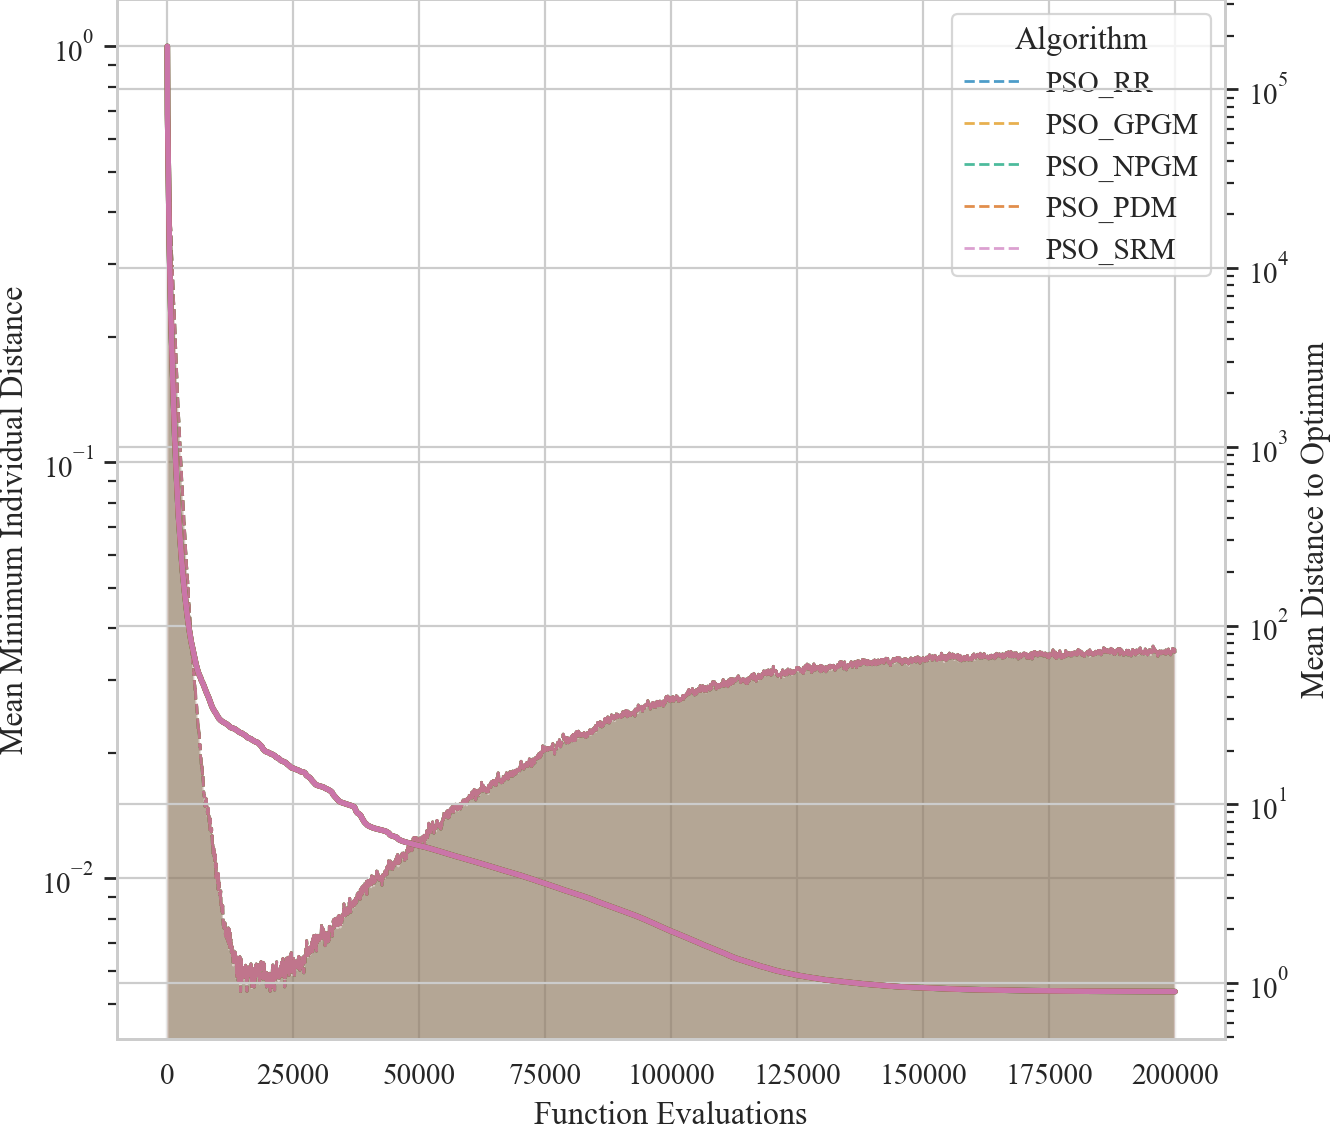 Algorithm
PSO_RR
PSO_GPGM
PSO_NPGM
PSO_PDM
PSO_SRM
Mean Minimum Individual Distance
10^0
10^-1
10^-2
Mean Distance to Optimum
10^5
10^4
10^3
10^2
10^1
10^0
0 25000 50000 75000 100000 125000 150000 175000 200000
Function Evaluations